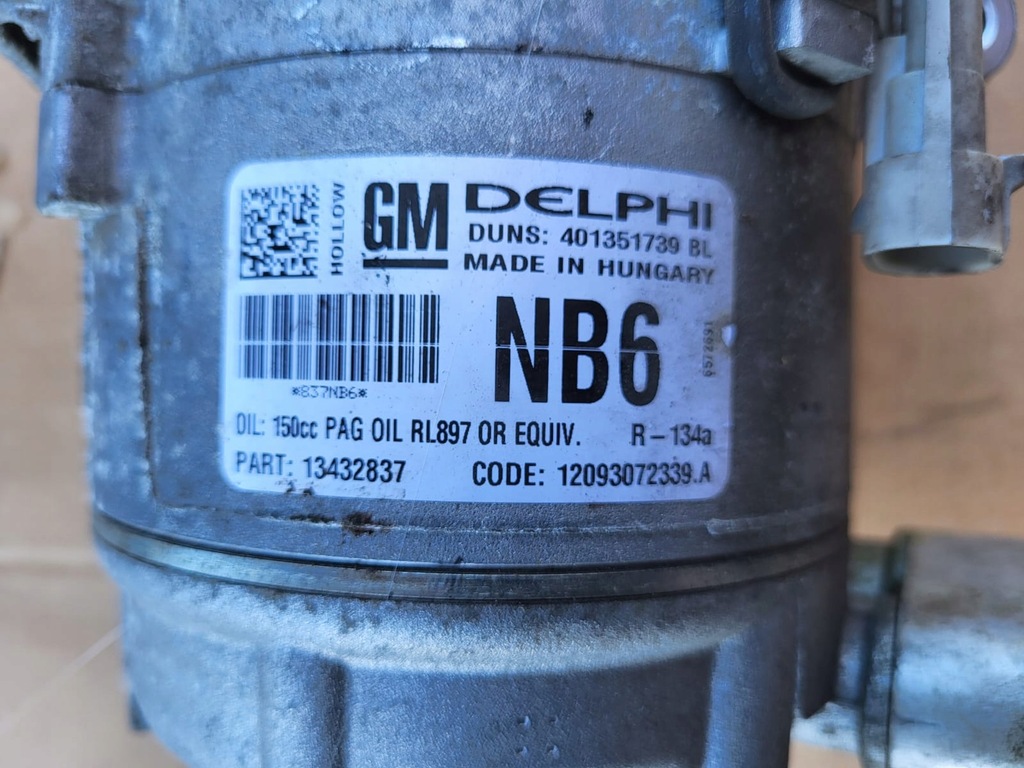 HOLLOW
GM DELPHI
DUNS: 401351739 BL
MADE IN HUNGARY
NB6
6572691
*837NB6*
OIL: 150cc PAG OIL RL897 OR EQUIV. R-134a
PART: 13432837 CODE: 12093072339.A